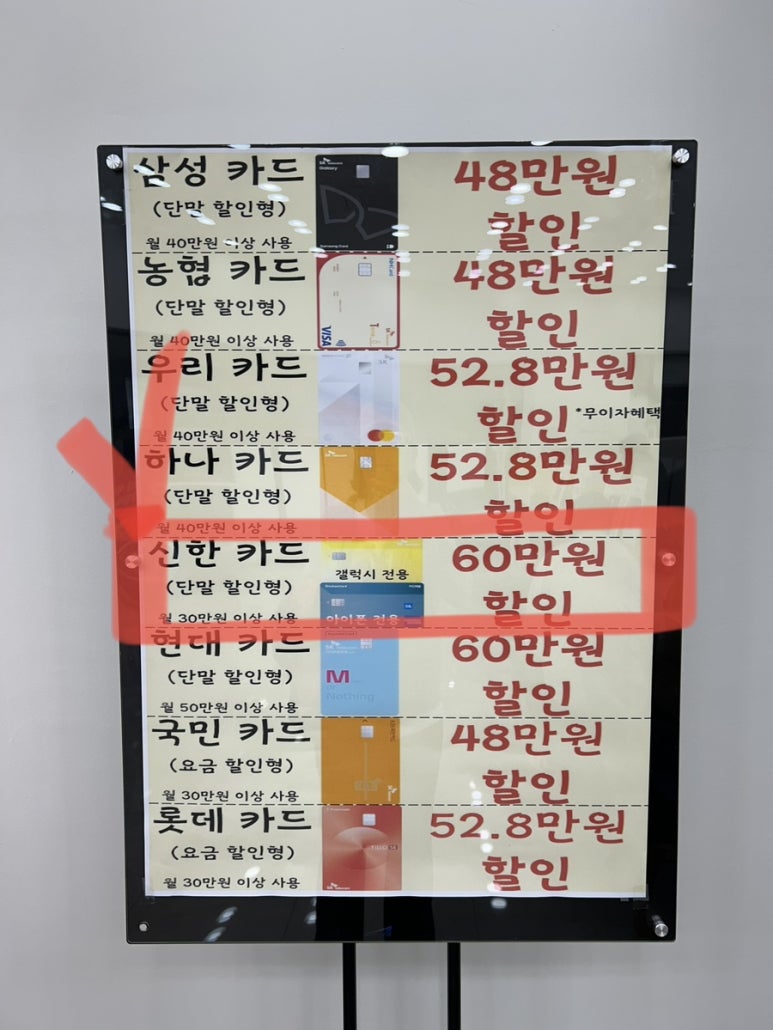 삼성 카드
(단말 할인형)
월 40만원 이상 사용
Galaxy
48만원
할인
농협 카드
(단말 할인형)
월 40만원 이상 사용
VISA
48만원
할인
우리 카드
(단말 할인형)
월 40만원 이상 사용
52.8만원
할인 *무이자혜택
하나 카드
(단말 할인형)
월 40만원 이상 사용
52.8만원
할인
신한 카드
(단말 할인형)
월 30만원 이상 사용
갤럭시 전용
아이폰 전용
60만원
할인
현대 카드
(단말 할인형)
월 50만원 이상 사용
M
Nothing
60만원
할인
국민 카드
(요금 할인형)
월 30만원 이상 사용
48만원
할인
롯데 카드
(요금 할인형)
월 30만원 이상 사용
52.8만원
할인